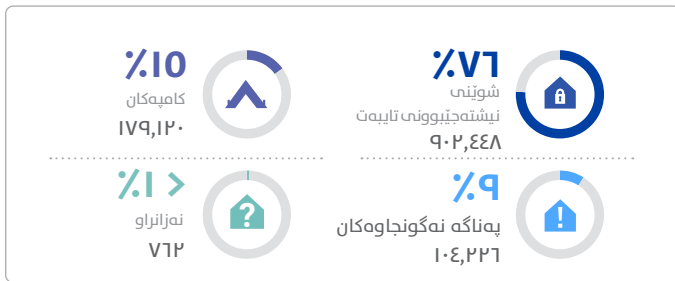 ٪٧٦
شوێنی
نیشتەجێبوونی تایبەت
٩٠٢,٤٤٨
٪١٥
کامپەکان
١٧٩,١٢٠
٪٩
پەناگە نەگونجاوەکان
١٠٤,٢٢٦
٪١ >
نەزانراو
٧٦٢